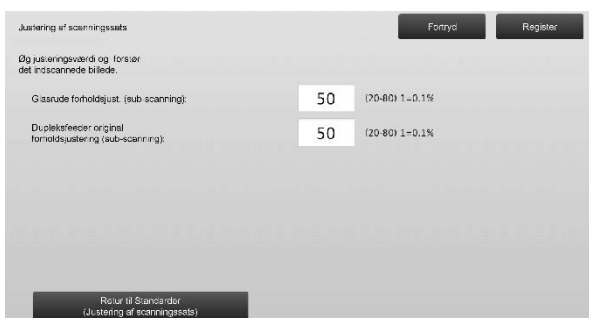 Justering af scanningssats
Fortryd
Register
Øg justeringsværdi og forstør
det indscannede billede.
Glasrude forholdsjust. (sub-scanning):
50
(20-80) 1=0.1%
Dupleksfeeder original
forholdsjustering (sub-scanning):
50
(20-80) 1=0.1%
Retur til Standarder
(Justering af scanningssats)